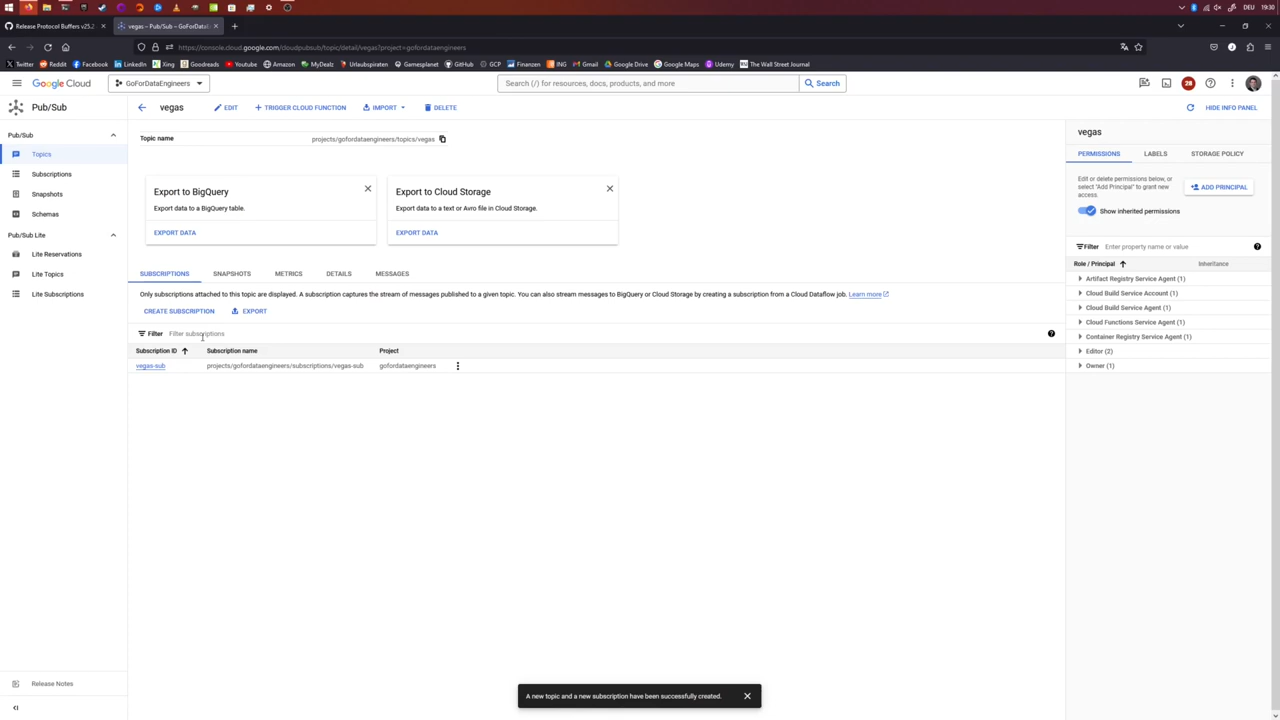 DEU 19:30
Release Protocol Buffers v25.2
vegas – Pub/Sub – GoForDataE
https://console.cloud.google.com/cloudpubsub/topic/detail/vegas?project=gofordataengineers
Twitter Reddit Facebook LinkedIn Xing Goodreads Youtube Amazon MyDealz Urlaubspiraten Gamesplanet GitHub GCP Finanzen ING Gmail Google Drive Google Maps Udemy The Wall Street Journal
Google Cloud GoForDataEngineers Search (/) for resources, docs, products, and more Search 28
Pub/Sub
vegas EDIT + TRIGGER CLOUD FUNCTION IMPORT DELETE HIDE INFO PANEL
Pub/Sub
Topics
Subscriptions
Snapshots
Schemas
Pub/Sub Lite
Lite Reservations
Lite Topics
Lite Subscriptions
Release Notes
Topic name projects/gofordataengineers/topics/vegas
Export to BigQuery
Export data to a BigQuery table.
EXPORT DATA
Export to Cloud Storage
Export data to a text or Avro file in Cloud Storage.
EXPORT DATA
SUBSCRIPTIONS SNAPSHOTS METRICS DETAILS MESSAGES
Only subscriptions attached to this topic are displayed. A subscription captures the stream of messages published to a given topic. You can also stream messages to BigQuery or Cloud Storage by creating a subscription from a Cloud Dataflow job. Learn more
CREATE SUBSCRIPTION EXPORT
Filter Filter subscriptions
Subscription ID Subscription name Project
vegas-sub projects/gofordataengineers/subscriptions/vegas-sub gofordataengineers
A new topic and a new subscription have been successfully created.
vegas
PERMISSIONS LABELS STORAGE POLICY
Edit or delete permissions below, or
select "Add Principal" to grant new
access.
ADD PRINCIPAL
Show inherited permissions
Filter Enter property name or value
Role / Principal Inheritance
Artifact Registry Service Agent (1)
Cloud Build Service Account (1)
Cloud Build Service Agent (1)
Cloud Functions Service Agent (1)
Container Registry Service Agent (1)
Editor (2)
Owner (1)